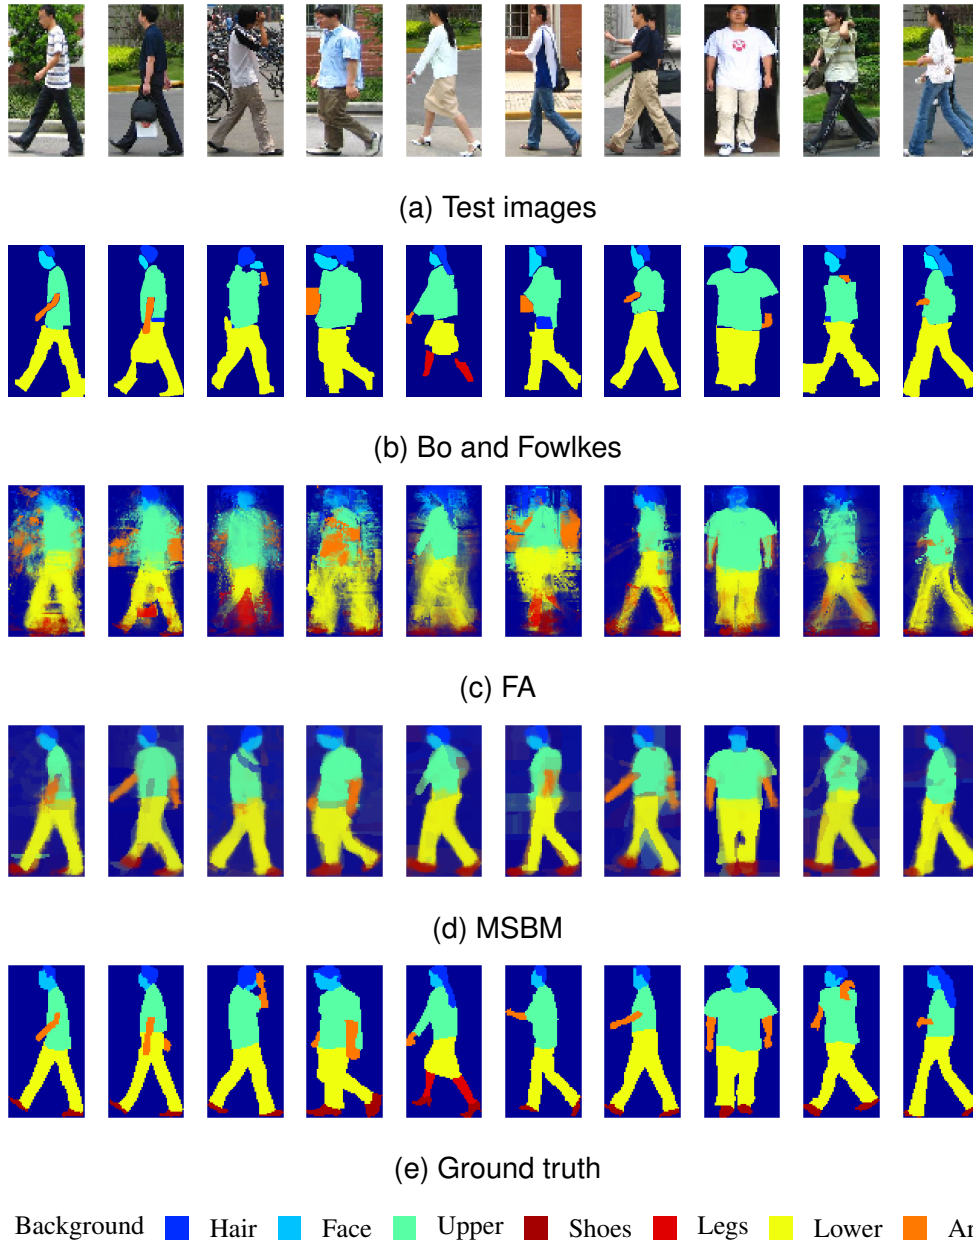 (a) Test images
(b) Bo and Fowlkes
(c) FA
(d) MSBM
(e) Ground truth
Background Hair Face Upper Shoes Legs Lower